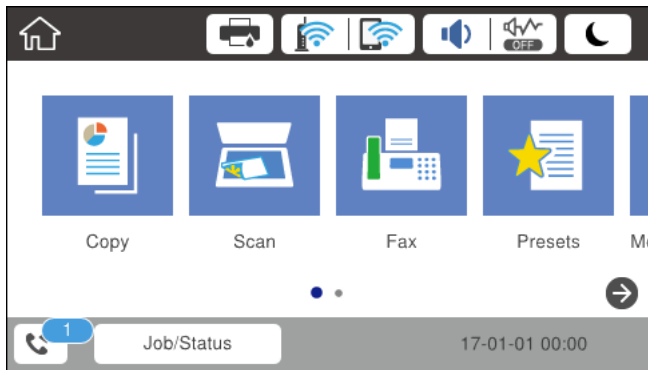 OFF
Copy
Scan
Fax
Presets
M
1
Job/Status
17-01-01 00:00